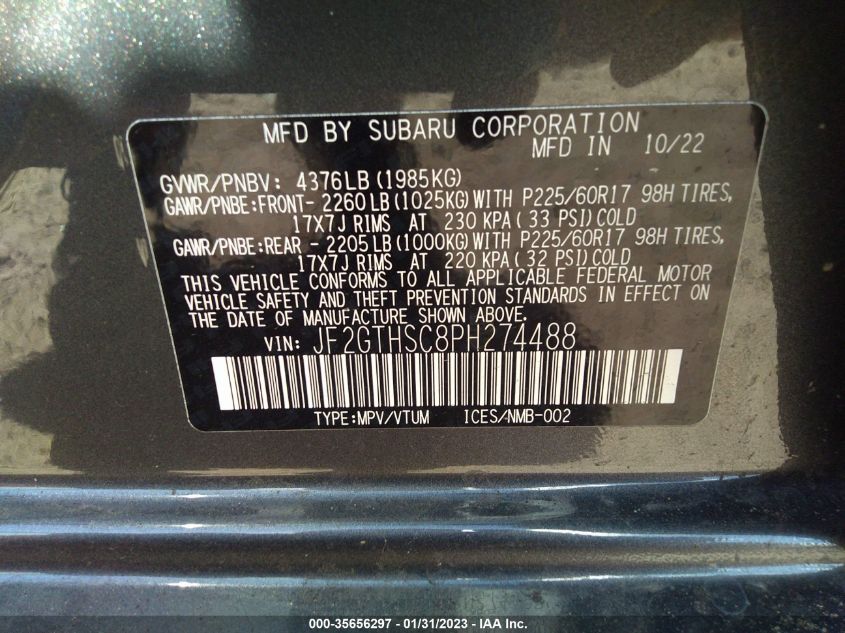 MFD BY SUBARU CORPORATION
MFD IN 10/22
GVWR/PNBV: 4376LB (1985KG)
GAWR/PNBE:FRONT- 2260 LB (1025KG) WITH P225/60R17 98H TIRES,
17X7J RIMS AT 230 KPA ( 33 PSI) COLD
GAWR/PNBE:REAR - 2205 LB (1000KG) WITH P225/60R17 98H TIRES,
17X7J RIMS AT 220 KPA ( 32 PSI) COLD
THIS VEHICLE CONFORMS TO ALL APPLICABLE FEDERAL MOTOR
VEHICLE SAFETY AND THEFT PREVENTION STANDARDS IN EFFECT ON
THE DATE OF MANUFACTURE SHOWN ABOVE.
VIN: JF2GTHSC8PH274488
TYPE:MPV/VTUM ICES/NMB-002
000-35656297 - 01/31/2023 - IAA Inc.